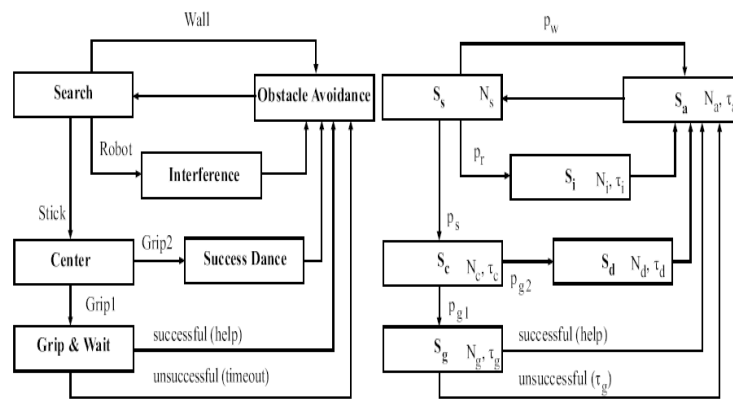 Wall
Search
Obstacle Avoidance
Robot
Interference
Stick
Center
Grip2
Success Dance
Grip1
Grip & Wait
successful (help)
unsuccessful (timeout)
p_w
S_s N_s
S_a N_a, τ_a
p_r
S_i N_i, τ_i
p_s
S_c N_c, τ_c
p_g2
S_d N_d, τ_d
p_g1
S_g N_g, τ_g
successful (help)
unsuccessful (τ_g)